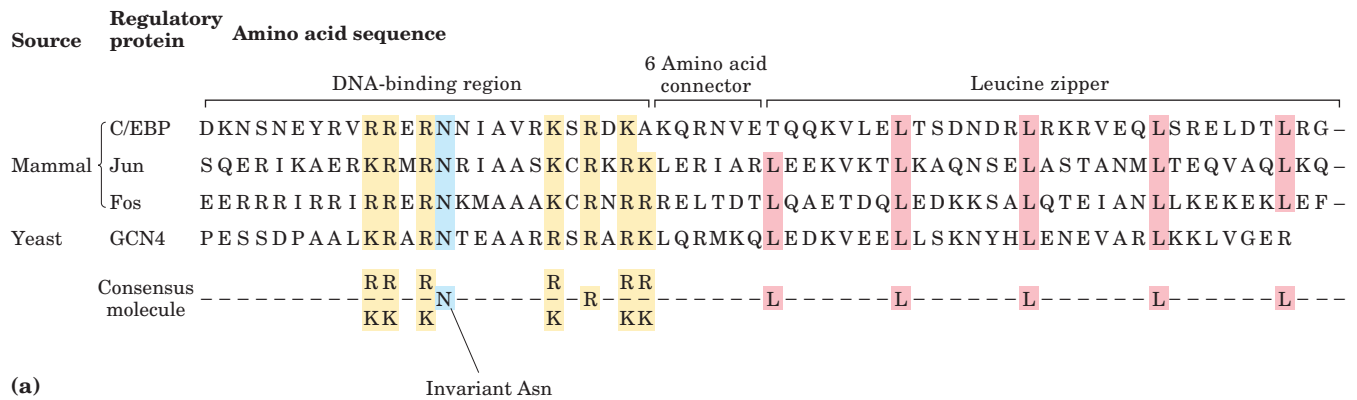 Source Regulatory protein Amino acid sequence
DNA-binding region 6 Amino acid connector Leucine zipper
Mammal
C/EBP DKNSNEYRVRRERNNIAVRKSRDKAKQRNVETQQKVLELTSDNDRLRKRVEQLSRELDTLRG–
Jun SQERIKAERKRMRNRIAASKCRKRKLERIARLEEKVKTLKAQNSELASTANMLTEQVAQLKQ–
Fos EERRRIRRIRRERNKMAAAKCRNRRRELTDTLQAETDQLEDKKSALQTEIANLLKEKEKLEF–
Yeast GCN4 PESSDPAALKRARNTEAARRSRARKLQRMKQLEDKVEELLSKNYHLENEVARLKKLVGER
Consensus molecule
RR R R RR
– – – – – – – – – N – – – – – R – – – – – – L – – – – – – L – – – – – – L – – – – – – L – – – – – – L – – –
KK K K KK
Invariant Asn
(a)